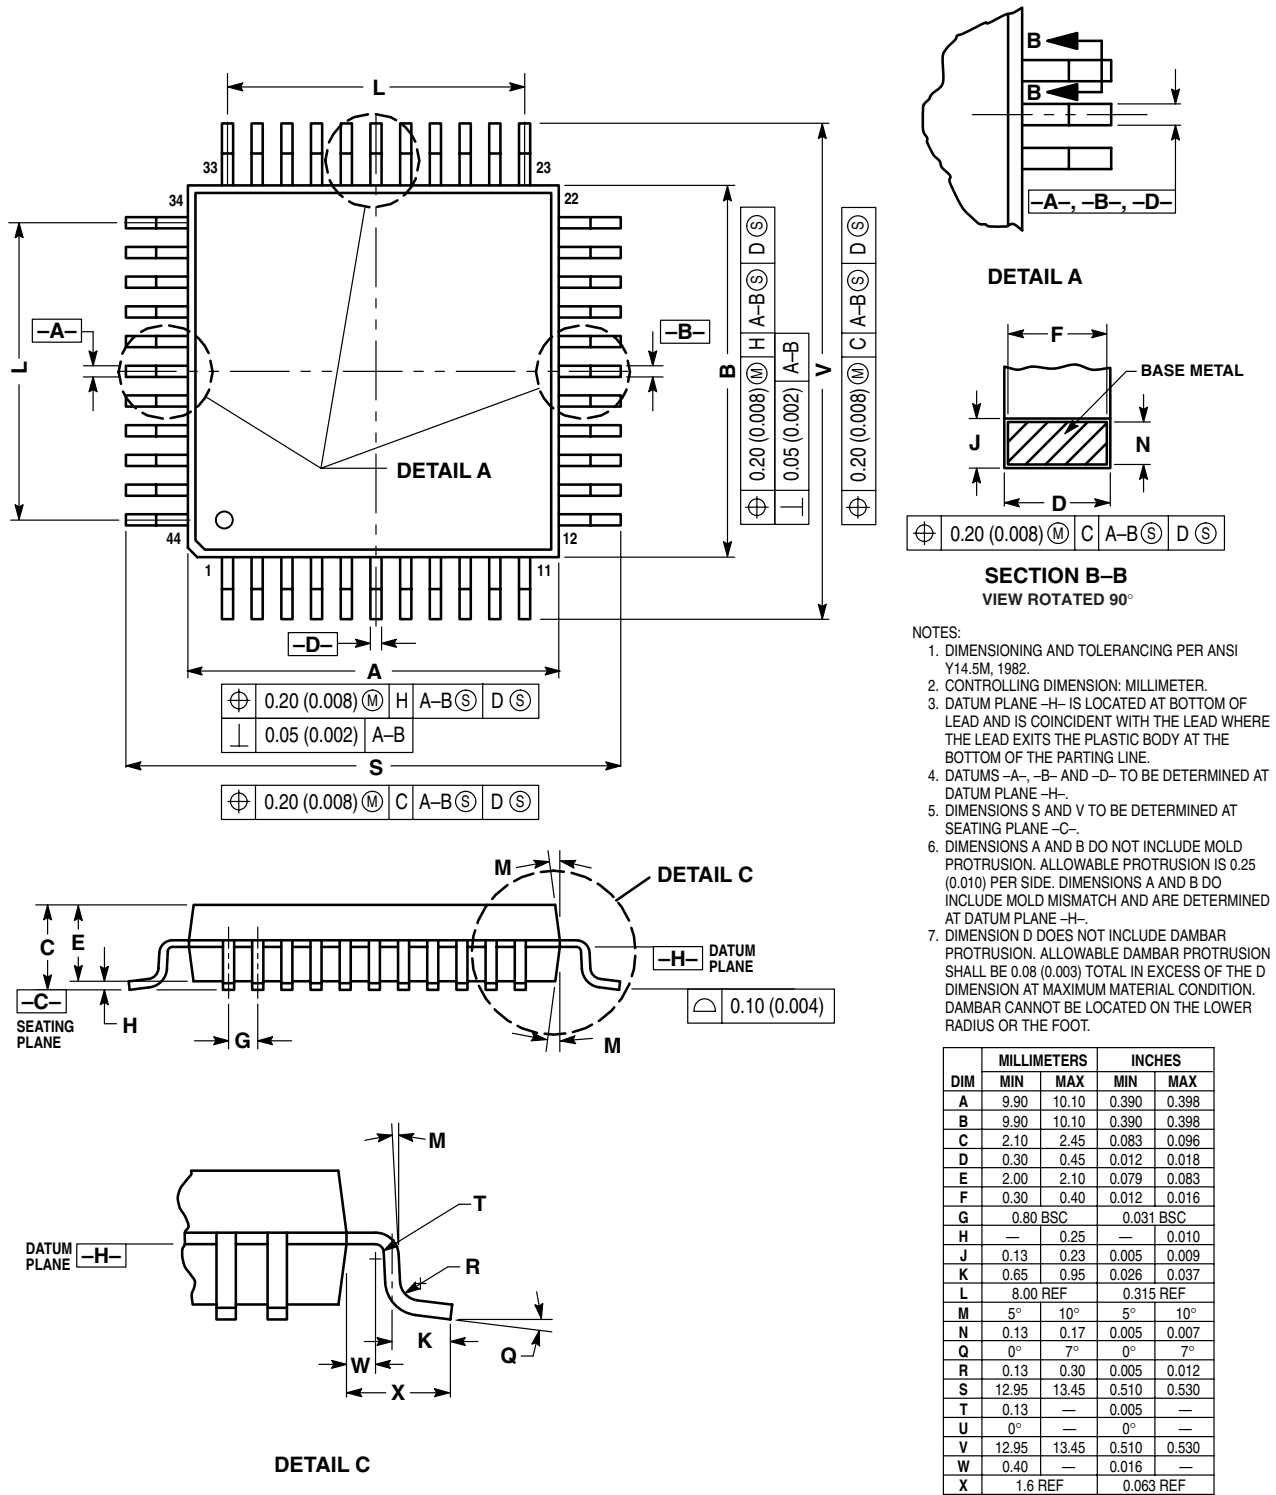 L
33
23
34
22
–A–
–B–
L
B
V
DETAIL A
44
12
1
11
–D–
A
0.20 (0.008) Ⓜ H A–B Ⓢ D Ⓢ
0.05 (0.002) A–B
S
0.20 (0.008) Ⓜ C A–B Ⓢ D Ⓢ
0.20 (0.008) Ⓜ H A–B Ⓢ D Ⓢ
0.05 (0.002) A–B
0.20 (0.008) Ⓜ C A–B Ⓢ D Ⓢ
B
B
–A–, –B–, –D–
DETAIL A
F
BASE METAL
J
N
D
0.20 (0.008) Ⓜ C A–B Ⓢ D Ⓢ
SECTION B–B
VIEW ROTATED 90°
M
DETAIL C
C
E
–H– DATUM
PLANE
–C–
SEATING
PLANE
H
G
0.10 (0.004)
M
M
T
DATUM
PLANE –H–
R
K
W
Q
X
DETAIL C
NOTES:
1. DIMENSIONING AND TOLERANCING PER ANSI
Y14.5M, 1982.
2. CONTROLLING DIMENSION: MILLIMETER.
3. DATUM PLANE –H– IS LOCATED AT BOTTOM OF
LEAD AND IS COINCIDENT WITH THE LEAD WHERE
THE LEAD EXITS THE PLASTIC BODY AT THE
BOTTOM OF THE PARTING LINE.
4. DATUMS –A–, –B– AND –D– TO BE DETERMINED AT
DATUM PLANE –H–.
5. DIMENSIONS S AND V TO BE DETERMINED AT
SEATING PLANE –C–.
6. DIMENSIONS A AND B DO NOT INCLUDE MOLD
PROTRUSION. ALLOWABLE PROTRUSION IS 0.25
(0.010) PER SIDE. DIMENSIONS A AND B DO
INCLUDE MOLD MISMATCH AND ARE DETERMINED
AT DATUM PLANE –H–.
7. DIMENSION D DOES NOT INCLUDE DAMBAR
PROTRUSION. ALLOWABLE DAMBAR PROTRUSION
SHALL BE 0.08 (0.003) TOTAL IN EXCESS OF THE D
DIMENSION AT MAXIMUM MATERIAL CONDITION.
DAMBAR CANNOT BE LOCATED ON THE LOWER
RADIUS OR THE FOOT.
MILLIMETERS INCHES
DIM MIN MAX MIN MAX
A 9.90 10.10 0.390 0.398
B 9.90 10.10 0.390 0.398
C 2.10 2.45 0.083 0.096
D 0.30 0.45 0.012 0.018
E 2.00 2.10 0.079 0.083
F 0.30 0.40 0.012 0.016
G 0.80 BSC 0.031 BSC
H — 0.25 — 0.010
J 0.13 0.23 0.005 0.009
K 0.65 0.95 0.026 0.037
L 8.00 REF 0.315 REF
M 5° 10° 5° 10°
N 0.13 0.17 0.005 0.007
Q 0° 7° 0° 7°
R 0.13 0.30 0.005 0.012
S 12.95 13.45 0.510 0.530
T 0.13 — 0.005 —
U 0° — 0° —
V 12.95 13.45 0.510 0.530
W 0.40 — 0.016 —
X 1.6 REF 0.063 REF